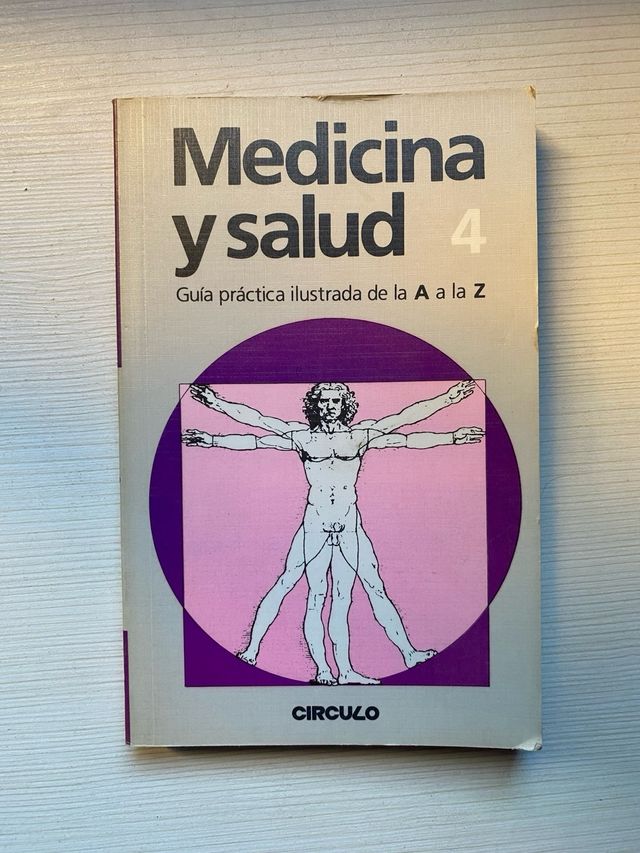 Medicina
y salud 4
Guía práctica ilustrada de la A a la Z
CIRCULO